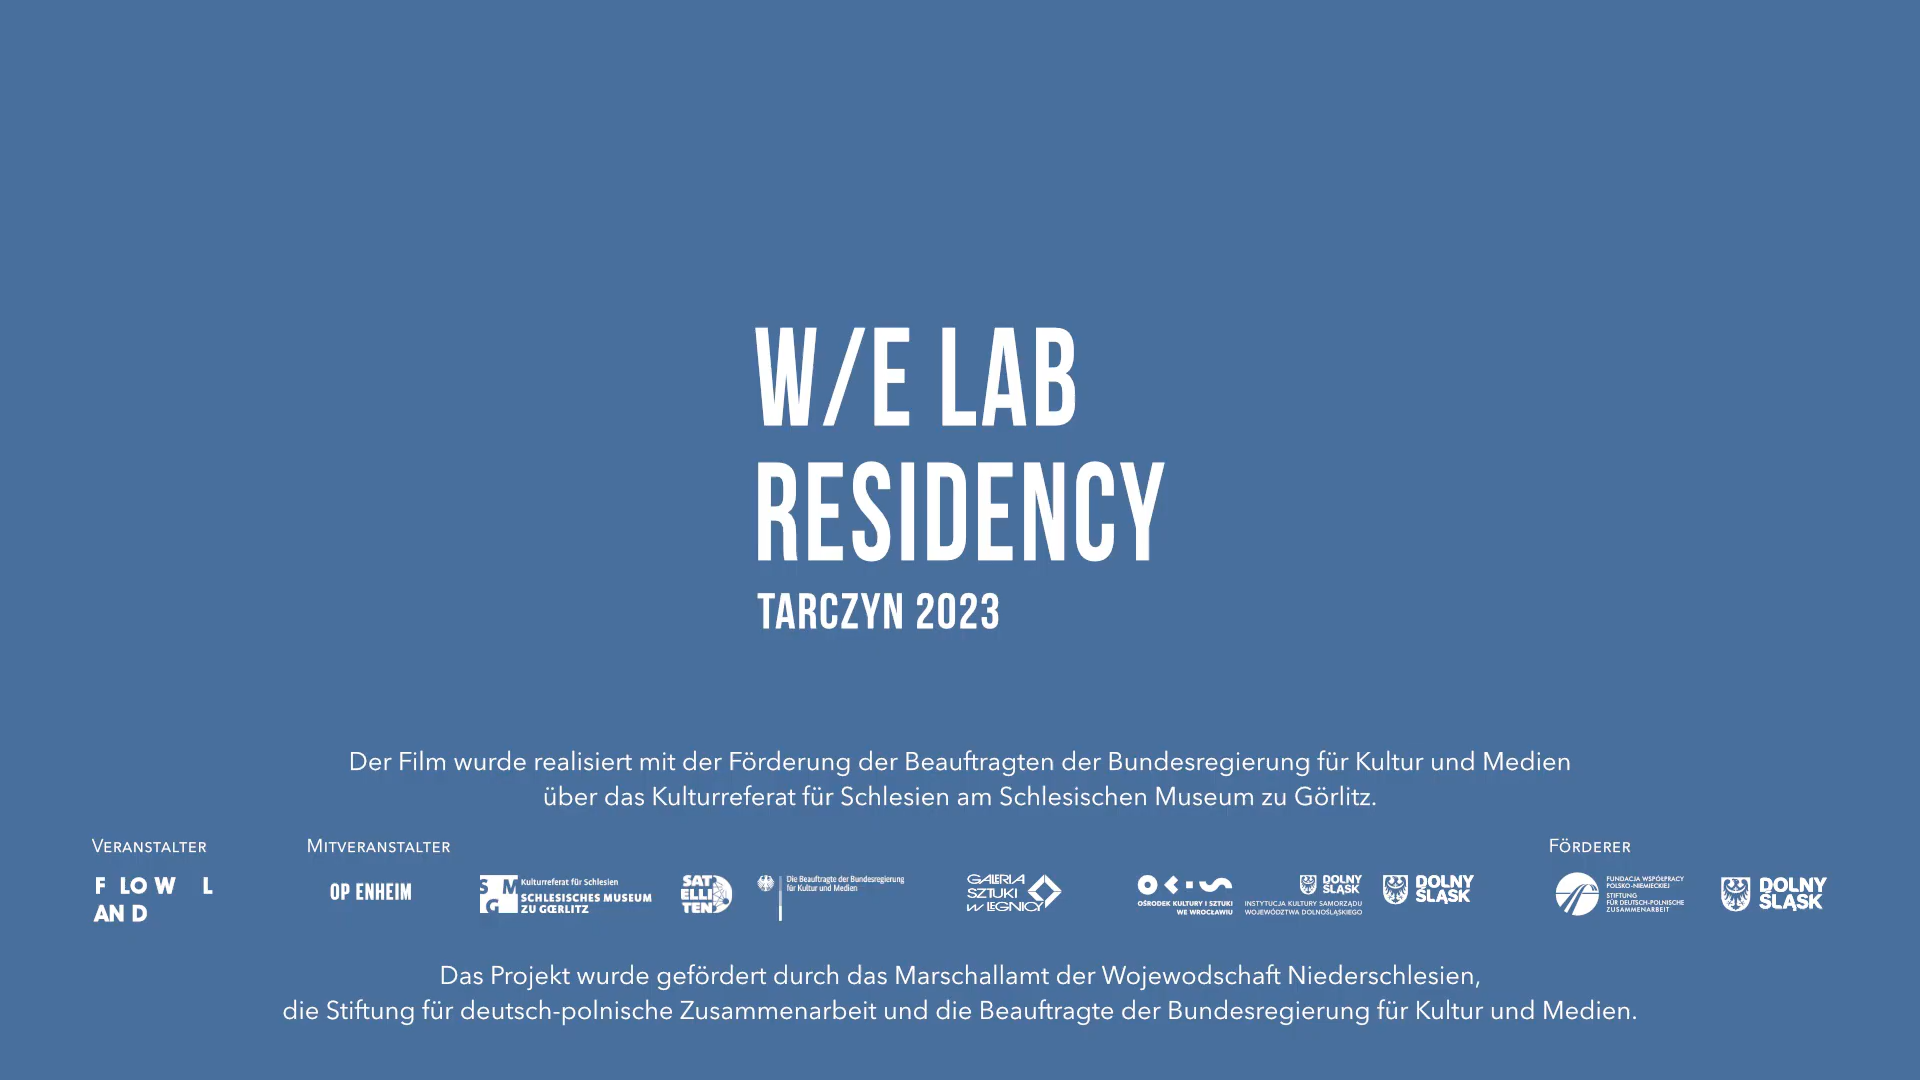 W/E LAB
RESIDENCY
TARCZYN 2023
Der Film wurde realisiert mit der Förderung der Beauftragten der Bundesregierung für Kultur und Medien
über das Kulturreferat für Schlesien am Schlesischen Museum zu Görlitz.
VERANSTALTER
MITVERANSTALTER
FÖRDERER
F LOW L
AN D
OP ENHEIM
S M
G
Kulturreferat für Schlesien
SCHLESISCHES MUSEUM
ZU GŒRLITZ
SAT
ELLI
TEN
Die Beauftragte der Bundesregierung
für Kultur und Medien
GALERIA
SZTUKI
W LEGNICY
OŚRODEK KULTURY I SZTUKI
WE WROCŁAWIU
DOLNY
ŚLĄSK
INSTYTUCJA KULTURY SAMORZĄDU
WOJEWÓDZTWA DOLNOŚLĄSKIEGO
DOLNY
ŚLĄSK
FUNDACJA WSPÓŁPRACY
POLSKO-NIEMIECKIEJ
STIFTUNG
FÜR DEUTSCH-POLNISCHE
ZUSAMMENARBEIT
DOLNY
ŚLĄSK
Das Projekt wurde gefördert durch das Marschallamt der Wojewodschaft Niederschlesien,
die Stiftung für deutsch-polnische Zusammenarbeit und die Beauftragte der Bundesregierung für Kultur und Medien.